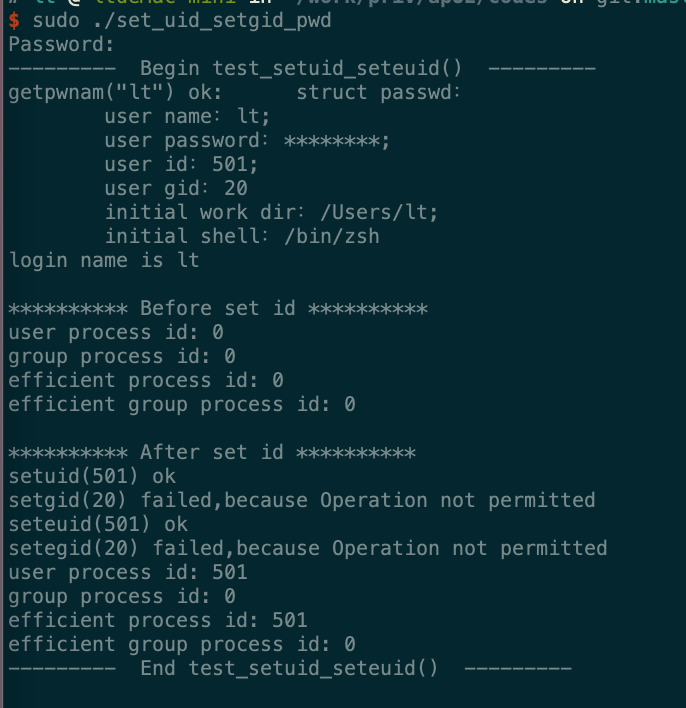 $ sudo ./set_uid_setgid_pwd
Password:
---------  Begin test_setuid_seteuid()  ---------
getpwnam("lt") ok:      struct passwd:
        user name: lt;
        user password: ********;
        user id: 501;
        user gid: 20
        initial work dir: /Users/lt;
        initial shell: /bin/zsh
login name is lt
********** Before set id **********
user process id: 0
group process id: 0
efficient process id: 0
efficient group process id: 0
********** After set id **********
setuid(501) ok
setgid(20) failed,because Operation not permitted
seteuid(501) ok
setegid(20) failed,because Operation not permitted
user process id: 501
group process id: 0
efficient process id: 501
efficient group process id: 0
---------  End test_setuid_seteuid()  ---------